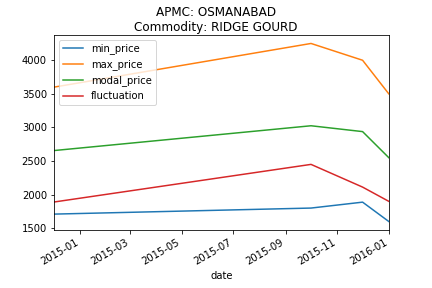 APMC: OSMANABAD
Commodity: RIDGE GOURD
min_price
max_price
modal_price
fluctuation
4000
3500
3000
2500
2000
1500
2015-01
2015-03
2015-05
2015-07
2015-09
2015-11
2016-01
date